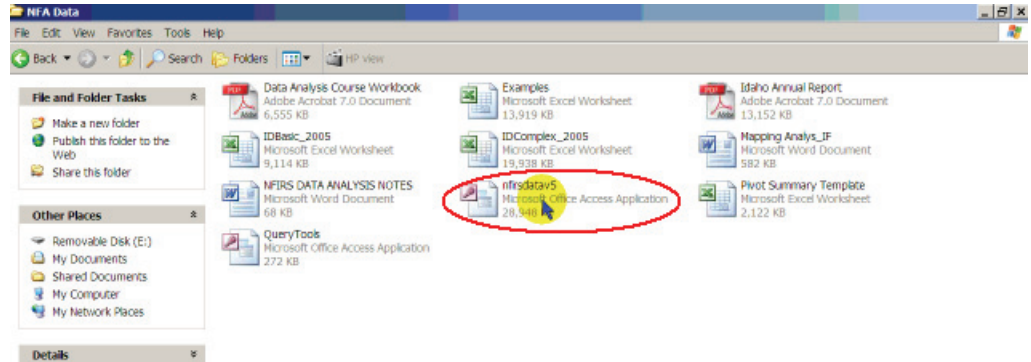 NFA Data
File Edit View Favorites Tools Help
Back Search Folders HP view
File and Folder Tasks
Make a new folder
Publish this folder to the
Web
Share this folder
Other Places
Removable Disk (E:)
My Documents
Shared Documents
My Computer
My Network Places
Details
PDF
Adobe
Data Analysis Course Workbook
Adobe Acrobat 7.0 Document
6,555 KB
Examples
Microsoft Excel Worksheet
13,919 KB
PDF
Adobe
Idaho Annual Report
Adobe Acrobat 7.0 Document
13,152 KB
IDBasic_2005
Microsoft Excel Worksheet
9,114 KB
IDComplex_2005
Microsoft Excel Worksheet
19,938 KB
Mapping Analys_IF
Microsoft Word Document
582 KB
NFIRS DATA ANALYSIS NOTES
Microsoft Word Document
68 KB
nfirsdatav5
Microsoft Office Access Application
28,948 KB
Pivot Summary Template
Microsoft Excel Worksheet
2,122 KB
QueryTools
Microsoft Office Access Application
272 KB